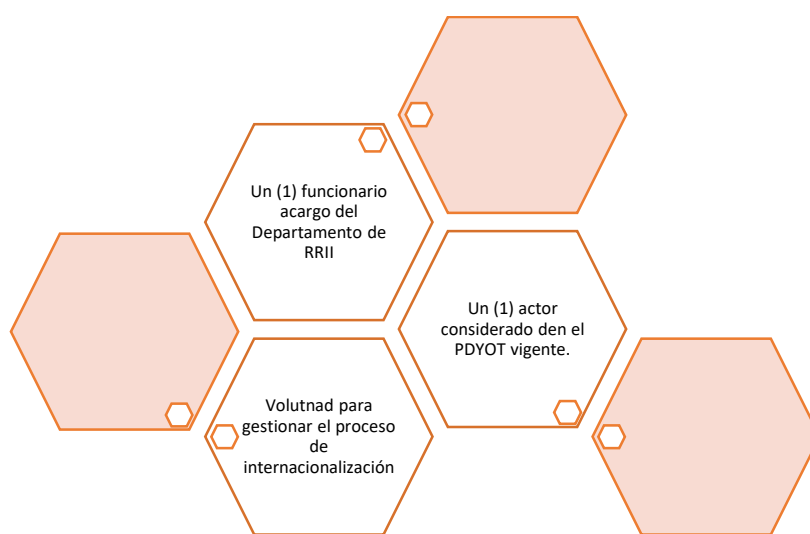 Un (1) funcionario
acargo del
Departamento de
RRII
Un (1) actor
considerado den el
PDYOT vigente.
Volutnad para
gestionar el proceso
de
internacionalización